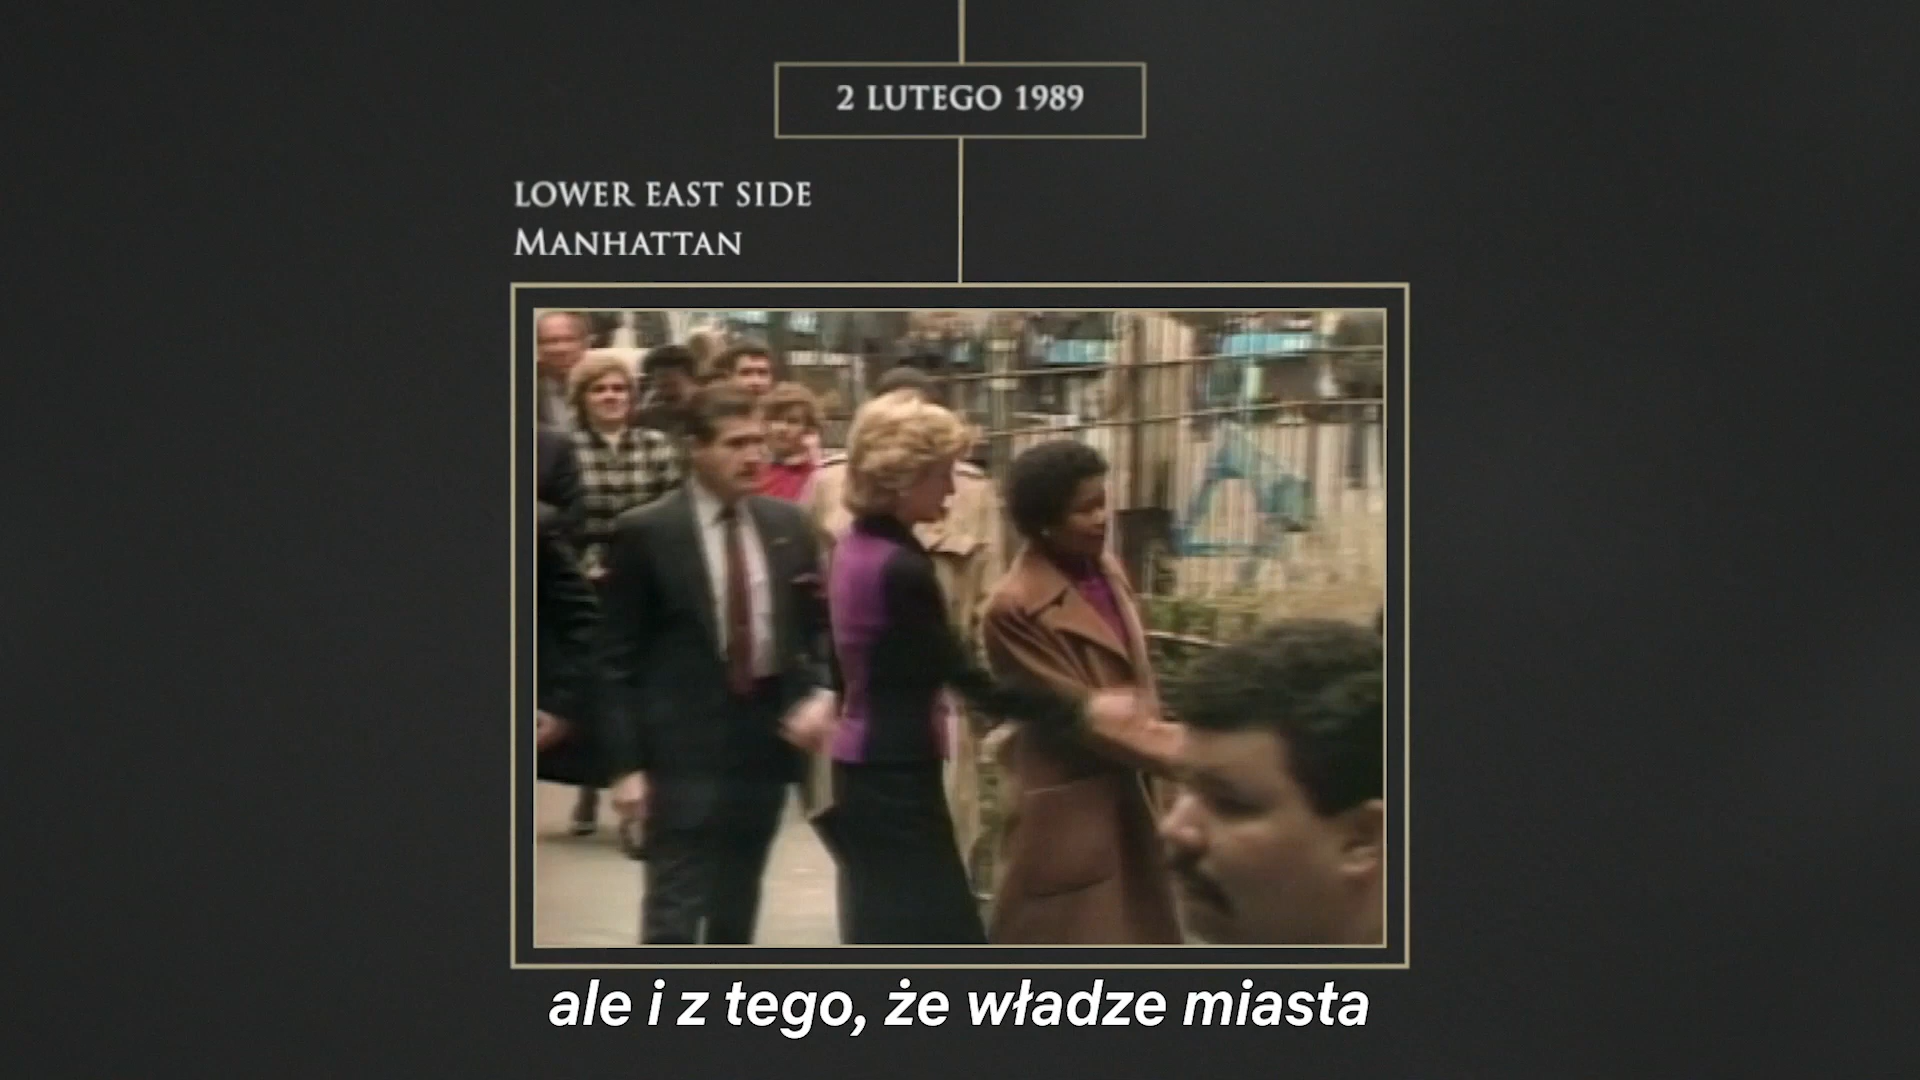 2 LUTEGO 1989
LOWER EAST SIDE
MANHATTAN
ale i z tego, że władze miasta